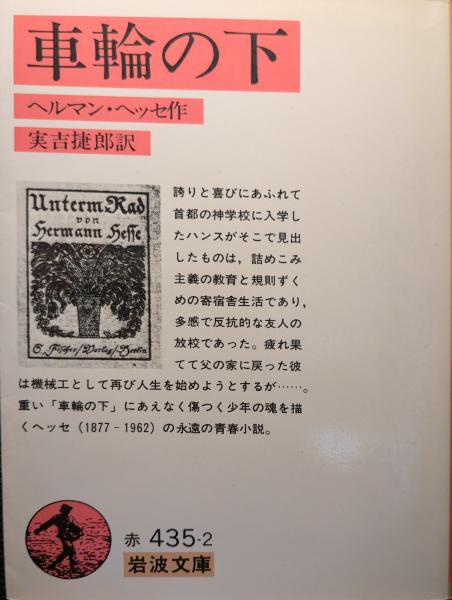 車輪の下
ヘルマン・ヘッセ作
実吉捷郎訳
Unterm Rad
von
Hermann Hesse
S. Fischer/Verlag/Berlin
誇りと喜びにあふれて
首都の神学校に入学し
たハンスがそこで見出
したものは，詰めこみ
主義の教育と規則ずく
めの寄宿舎生活であり，
多感で反抗的な友人の
放校であった。疲れ果
てて父の家に戻った彼
は機械工として再び人生を始めようとするが……。
重い「車輪の下」にあえなく傷つく少年の魂を描
くヘッセ（1877‐1962）の永遠の青春小説。
赤 435-2
岩波文庫